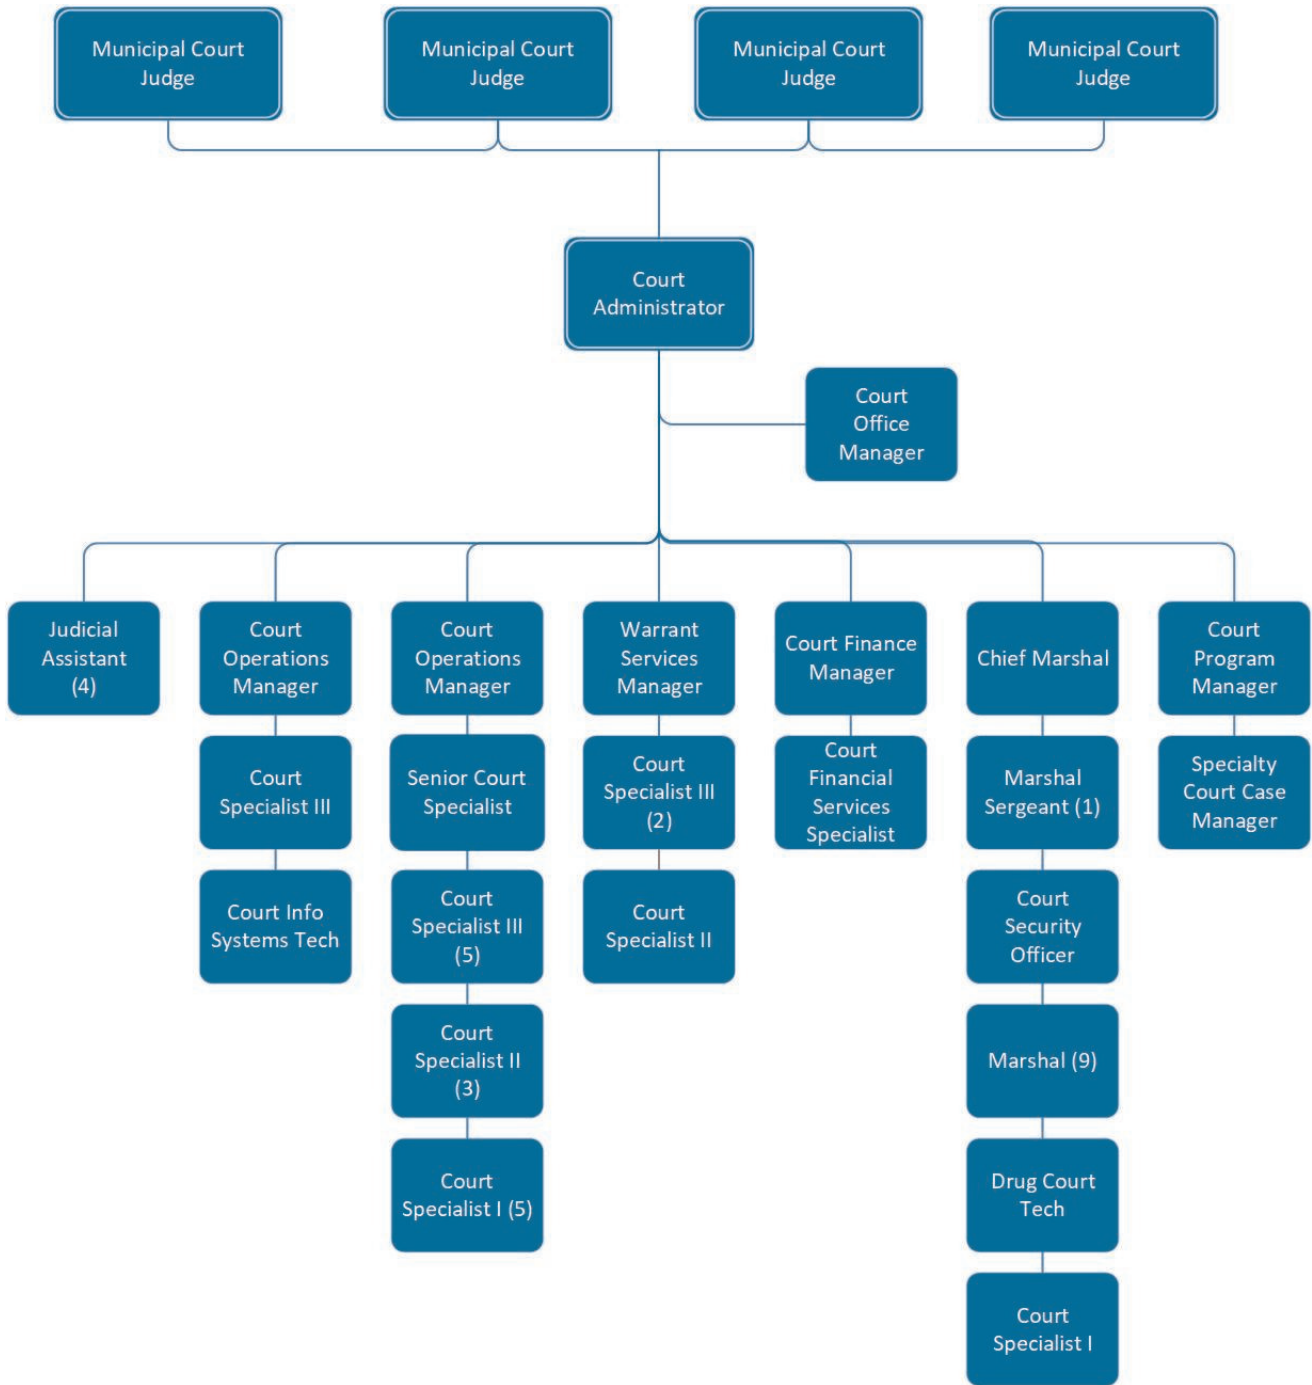 Municipal Court
Judge
Municipal Court
Judge
Municipal Court
Judge
Municipal Court
Judge
Court
Administrator
Court
Office
Manager
Judicial
Assistant
(4)
Court
Operations
Manager
Court
Operations
Manager
Warrant
Services
Manager
Court Finance
Manager
Chief Marshal
Court
Program
Manager
Court
Specialist III
Senior Court
Specialist
Court
Specialist III
(2)
Court
Financial
Services
Specialist
Marshal
Sergeant (1)
Specialty
Court Case
Manager
Court Info
Systems Tech
Court
Specialist III
(5)
Court
Specialist II
Court
Security
Officer
Court
Specialist II
(3)
Marshal (9)
Court
Specialist I (5)
Drug Court
Tech
Court
Specialist I